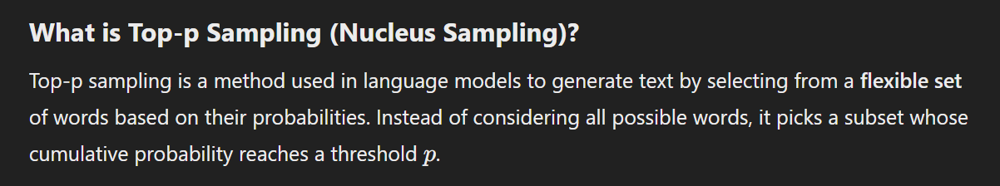 What is Top-p Sampling (Nucleus Sampling)?
Top-p sampling is a method used in language models to generate text by selecting from a flexible set
of words based on their probabilities. Instead of considering all possible words, it picks a subset whose
cumulative probability reaches a threshold p.